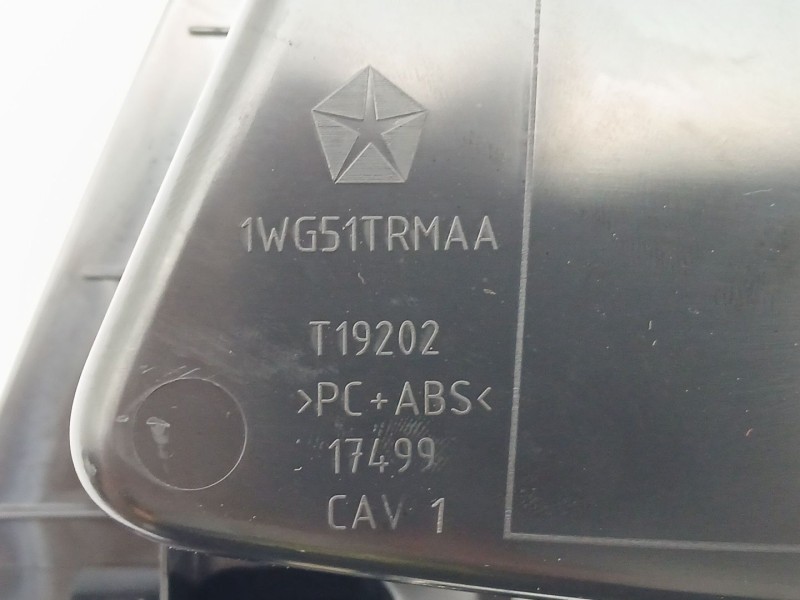 1WG51TRMAA
T19202
>PC+ABS<
17499
CAV 1